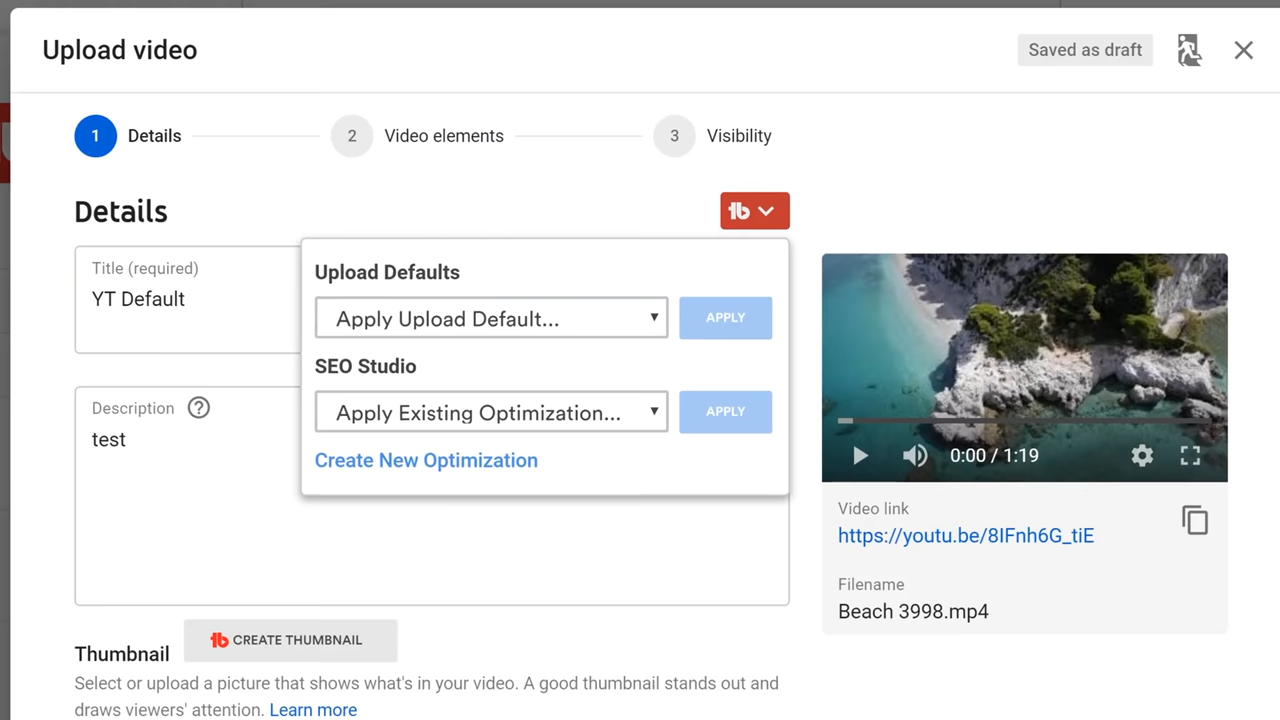 Upload video
Saved as draft
1 Details
2 Video elements
3 Visibility
Details
tb
Title (required)
YT Default
Upload Defaults
Apply Upload Default...
APPLY
SEO Studio
Apply Existing Optimization...
APPLY
Create New Optimization
Description ?
test
0:00 / 1:19
Video link
https://youtu.be/8IFnh6G_tiE
Filename
Beach 3998.mp4
Thumbnail
tb CREATE THUMBNAIL
Select or upload a picture that shows what's in your video. A good thumbnail stands out and
draws viewers' attention. Learn more